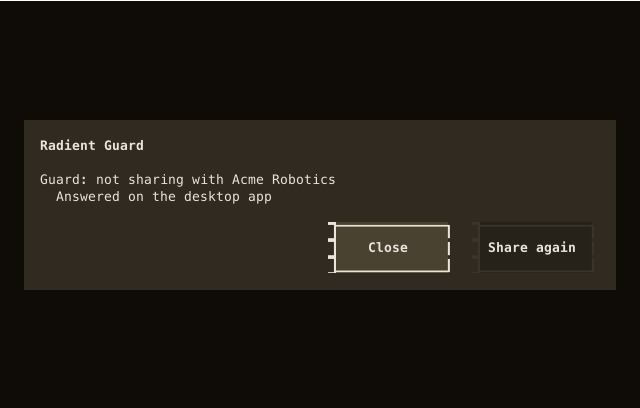 Radient Guard
Guard: not sharing with Acme Robotics
Answered on the desktop app
Close
Share again